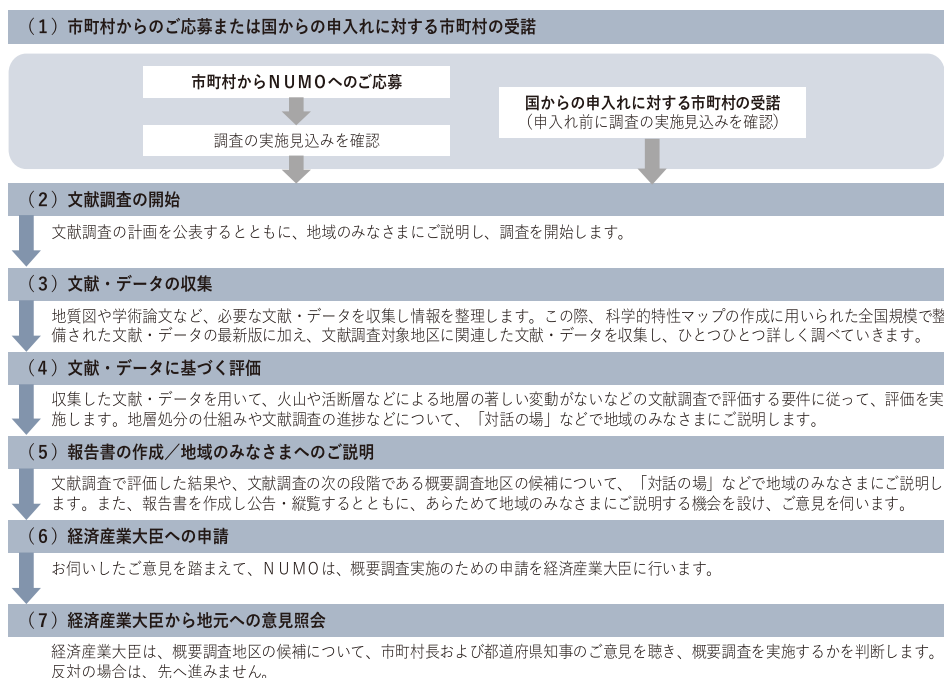 （１）市町村からのご応募または国からの申入れに対する市町村の受諾
市町村からＮＵＭＯへのご応募
調査の実施見込みを確認
国からの申入れに対する市町村の受諾
（申入れ前に調査の実施見込みを確認）
（２）文献調査の開始
文献調査の計画を公表するとともに、地域のみなさまにご説明し、調査を開始します。
（３）文献・データの収集
地質図や学術論文など、必要な文献・データを収集し情報を整理します。この際、科学的特性マップの作成に用いられた全国規模で整
備された文献・データの最新版に加え、文献調査対象地区に関連した文献・データを収集し、ひとつひとつ詳しく調べていきます。
（４）文献・データに基づく評価
収集した文献・データを用いて、火山や活断層などによる地層の著しい変動がないなどの文献調査で評価する要件に従って、評価を実
施します。地層処分の仕組みや文献調査の進捗などについて、「対話の場」などで地域のみなさまにご説明します。
（５）報告書の作成／地域のみなさまへのご説明
文献調査で評価した結果や、文献調査の次の段階である概要調査地区の候補について、「対話の場」などで地域のみなさまにご説明し
ます。また、報告書を作成し公告・縦覧するとともに、あらためて地域のみなさまにご説明する機会を設け、ご意見を伺います。
（６）経済産業大臣への申請
お伺いしたご意見を踏まえて、ＮＵＭＯは、概要調査実施のための申請を経済産業大臣に行います。
（７）経済産業大臣から地元への意見照会
経済産業大臣は、概要調査地区の候補について、市町村長および都道府県知事のご意見を聴き、概要調査を実施するかを判断します。
反対の場合は、先へ進みません。